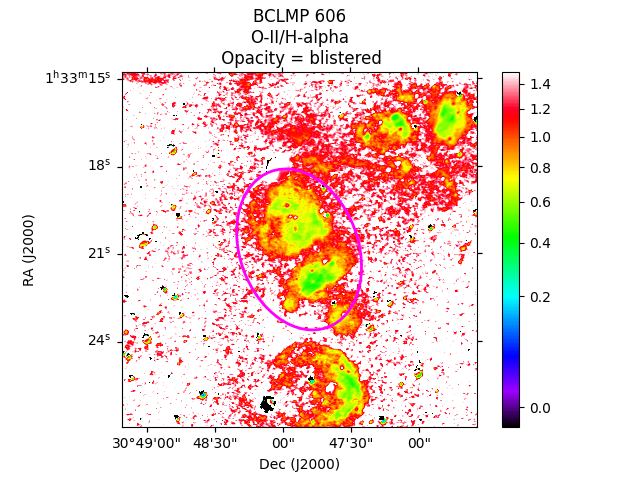 BCLMP 606
O-II/H-alpha
Opacity = blistered
1ʰ33ᵐ15ˢ
18ˢ
21ˢ
24ˢ
RA (J2000)
30°49'00" 48'30" 00" 47'30" 00"
Dec (J2000)
1.4
1.2
1.0
0.8
0.6
0.4
0.2
0.0